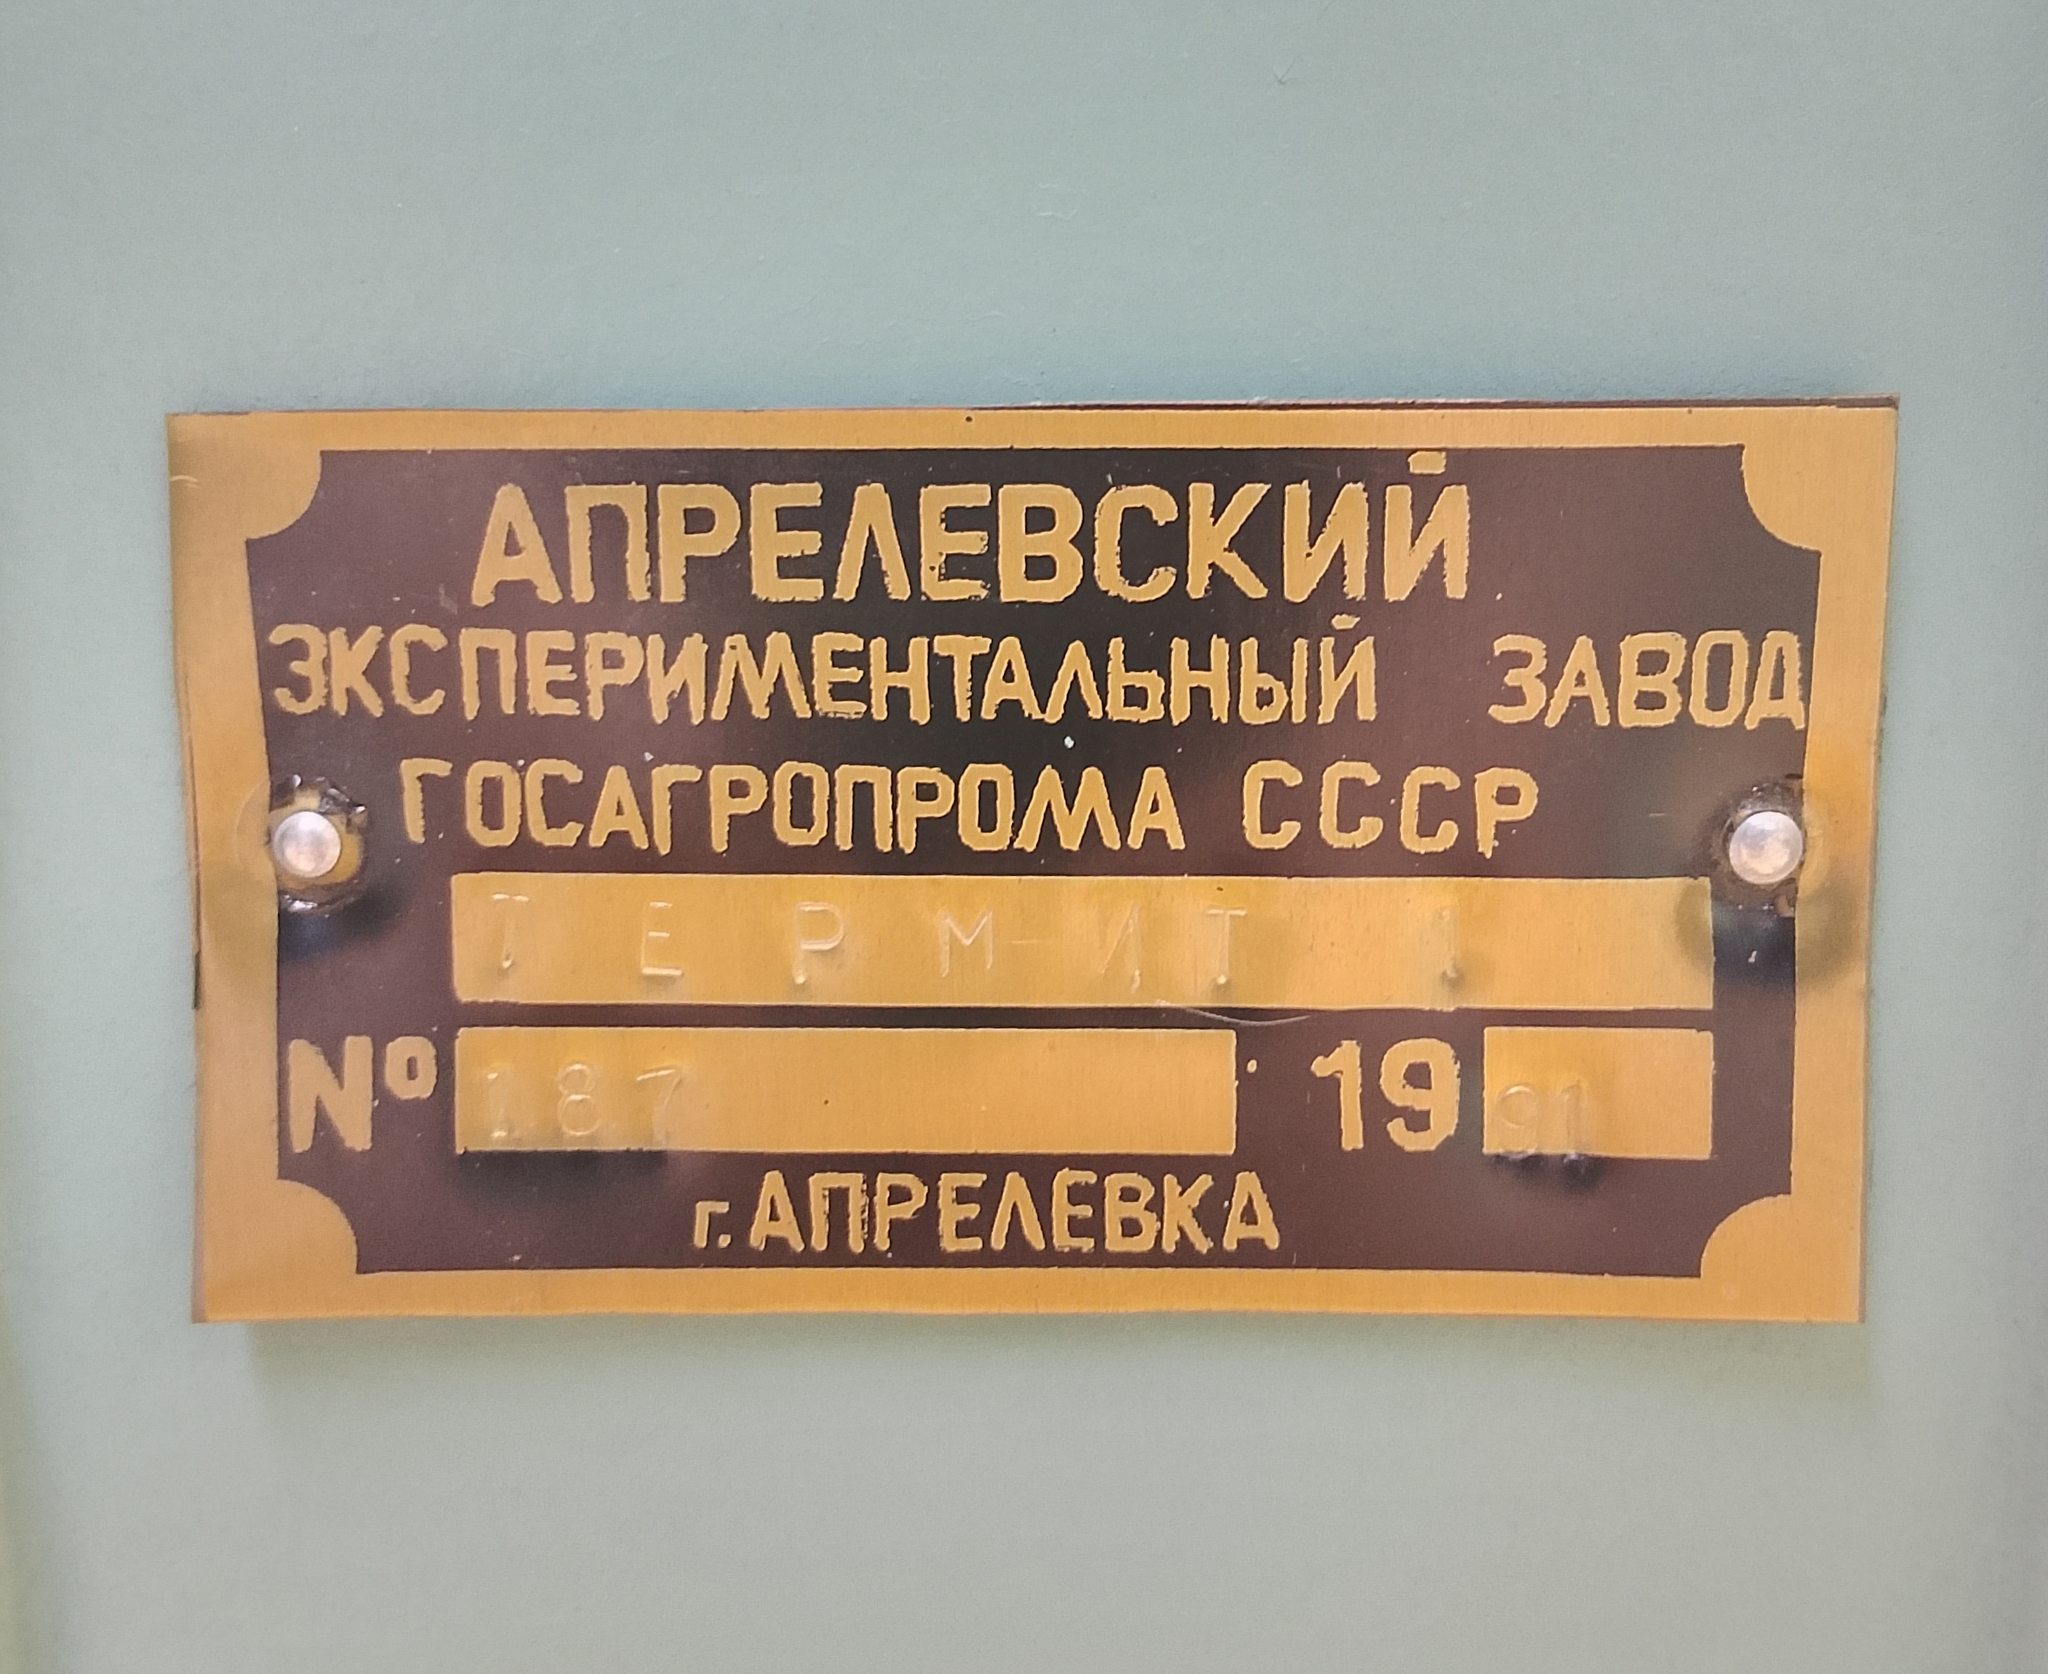 АПРЕЛЕВСКИЙ
ЭКСПЕРИМЕНТАЛЬНЫЙ ЗАВОД
ГОСАГРОПРОМА СССР
ТЕРМИТ 1
№ 187 1991
г. АПРЕЛЕВКА